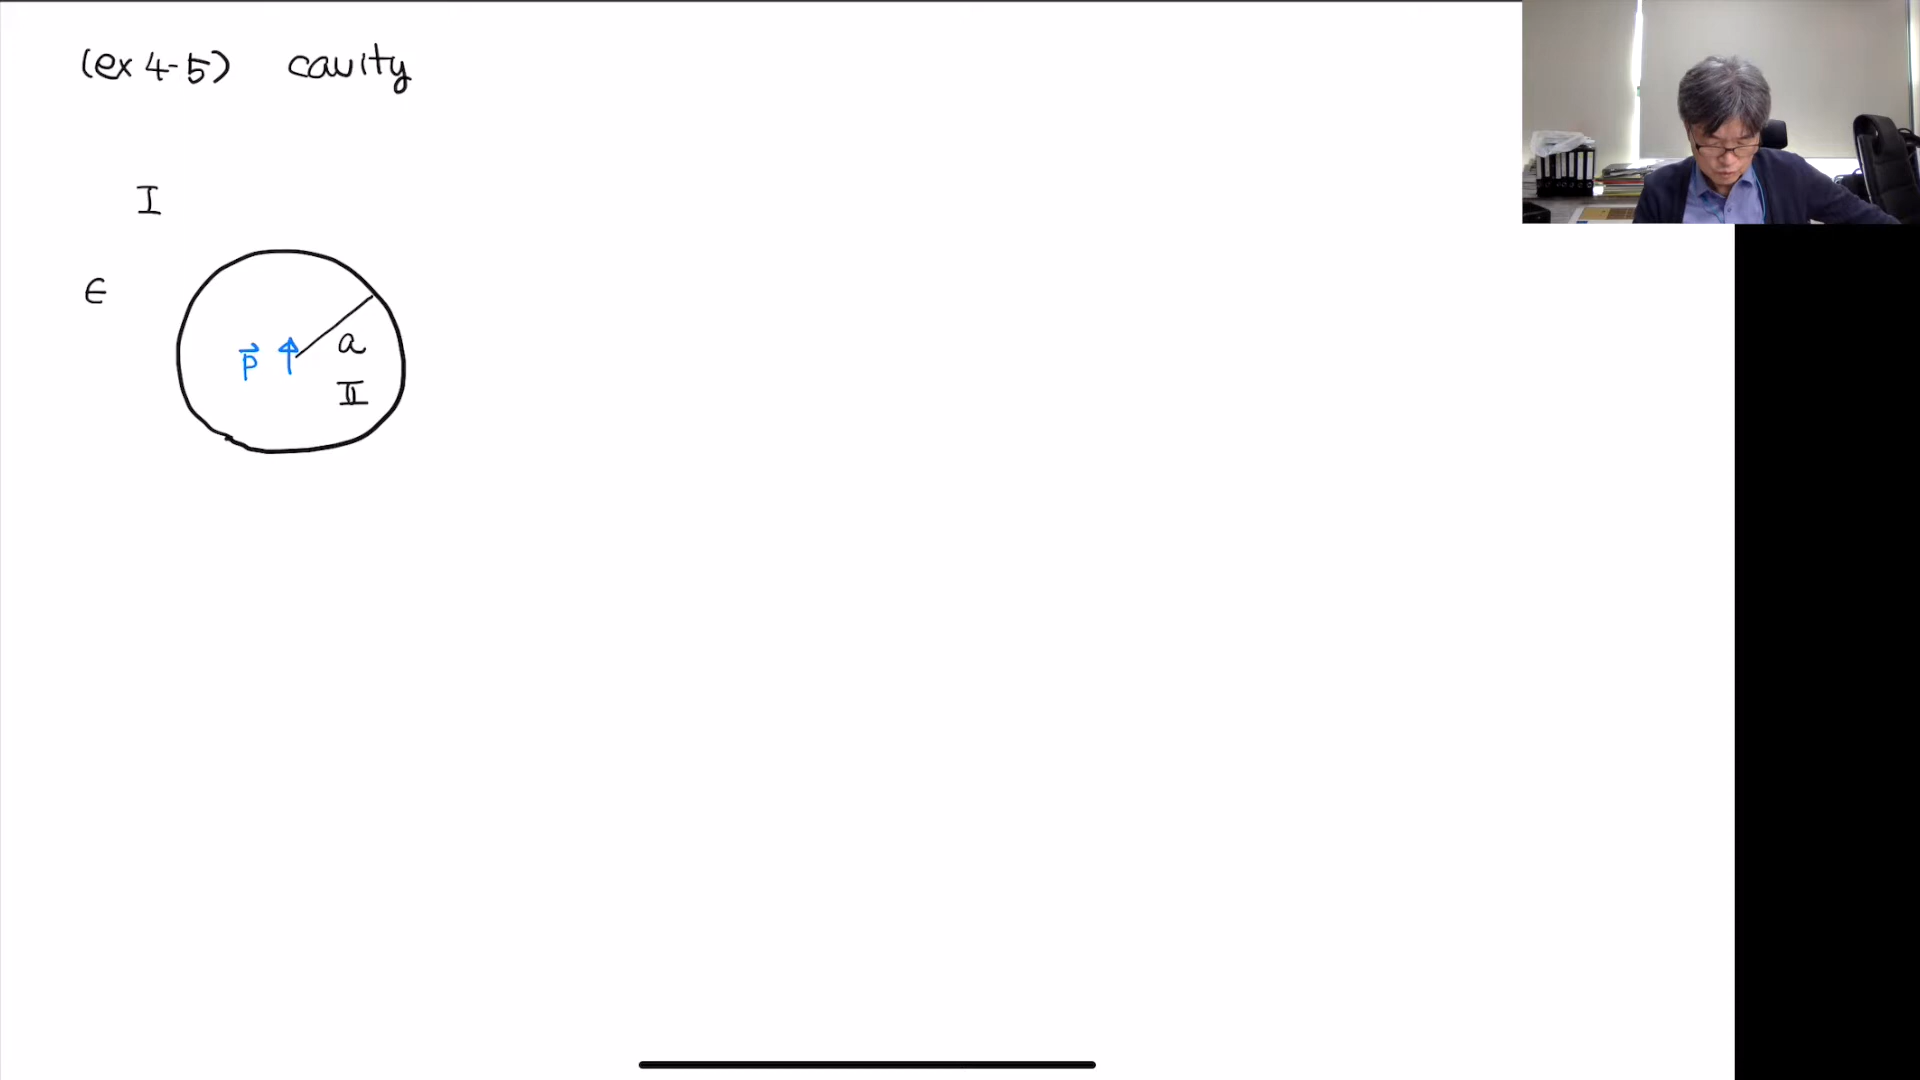 (ex 4-5) cavity
I
ϵ
a
p⃗
II